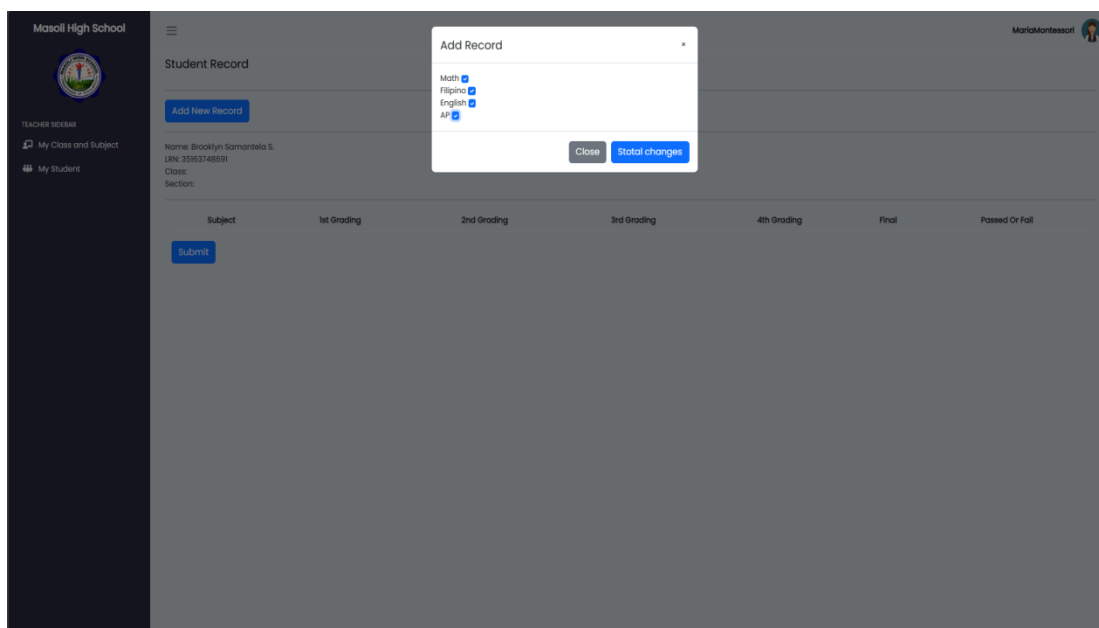 Masoli High School
MariaMontessori
Add Record
×
Student Record
Math
Filipino
English
AP
Add New Record
TEACHER SIDEBAR
My Class and Subject
My Student
Close
Stotal changes
Name: Brooklyn Samantela S.
LRN: 35163748691
Class:
Section:
Subject 1st Grading 2nd Grading 3rd Grading 4th Grading Final Passed Or Fail
Submit